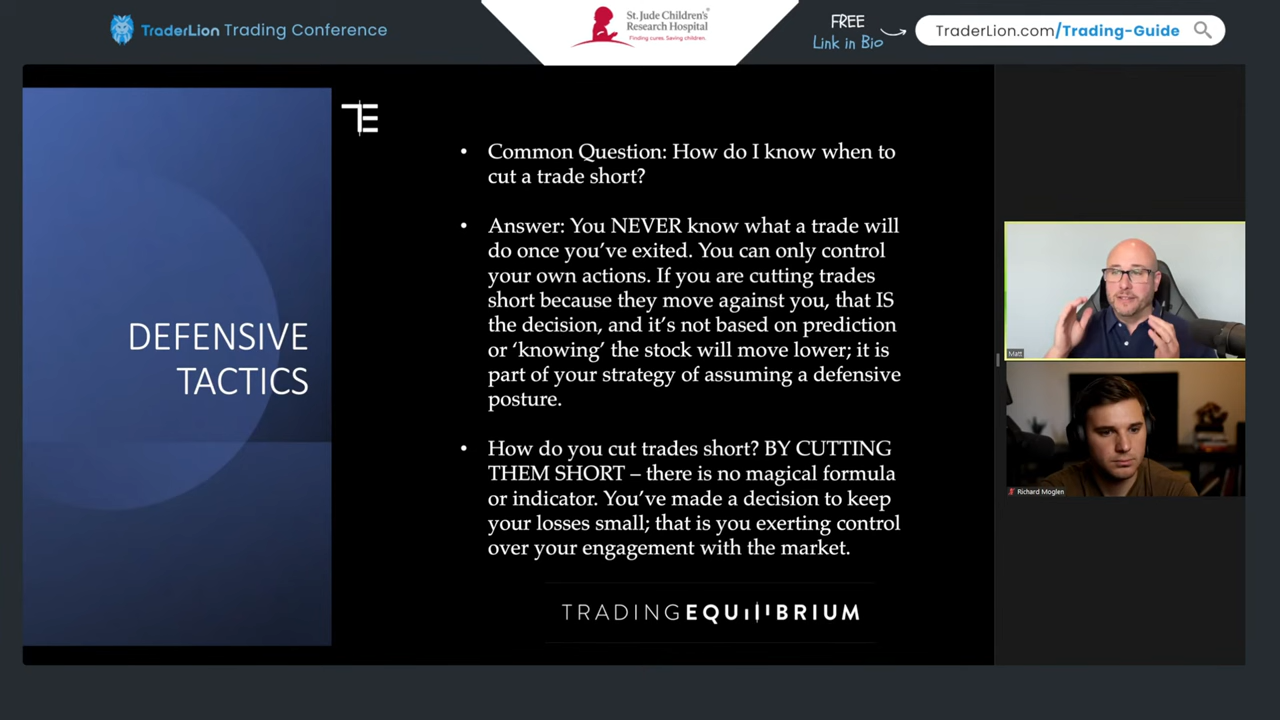 TraderLion Trading Conference
St. Jude Children's
Research Hospital
Finding cures. Saving children.
FREE
Link in Bio
TraderLion.com/Trading-Guide
TE
DEFENSIVE
TACTICS
• Common Question: How do I know when to
cut a trade short?
• Answer: You NEVER know what a trade will
do once you’ve exited. You can only control
your own actions. If you are cutting trades
short because they move against you, that IS
the decision, and it’s not based on prediction
or ‘knowing’ the stock will move lower; it is
part of your strategy of assuming a defensive
posture.
• How do you cut trades short? BY CUTTING
THEM SHORT – there is no magical formula
or indicator. You’ve made a decision to keep
your losses small; that is you exerting control
over your engagement with the market.
TRADINGEQUILIBRIUM
Matt
Richard Moglen